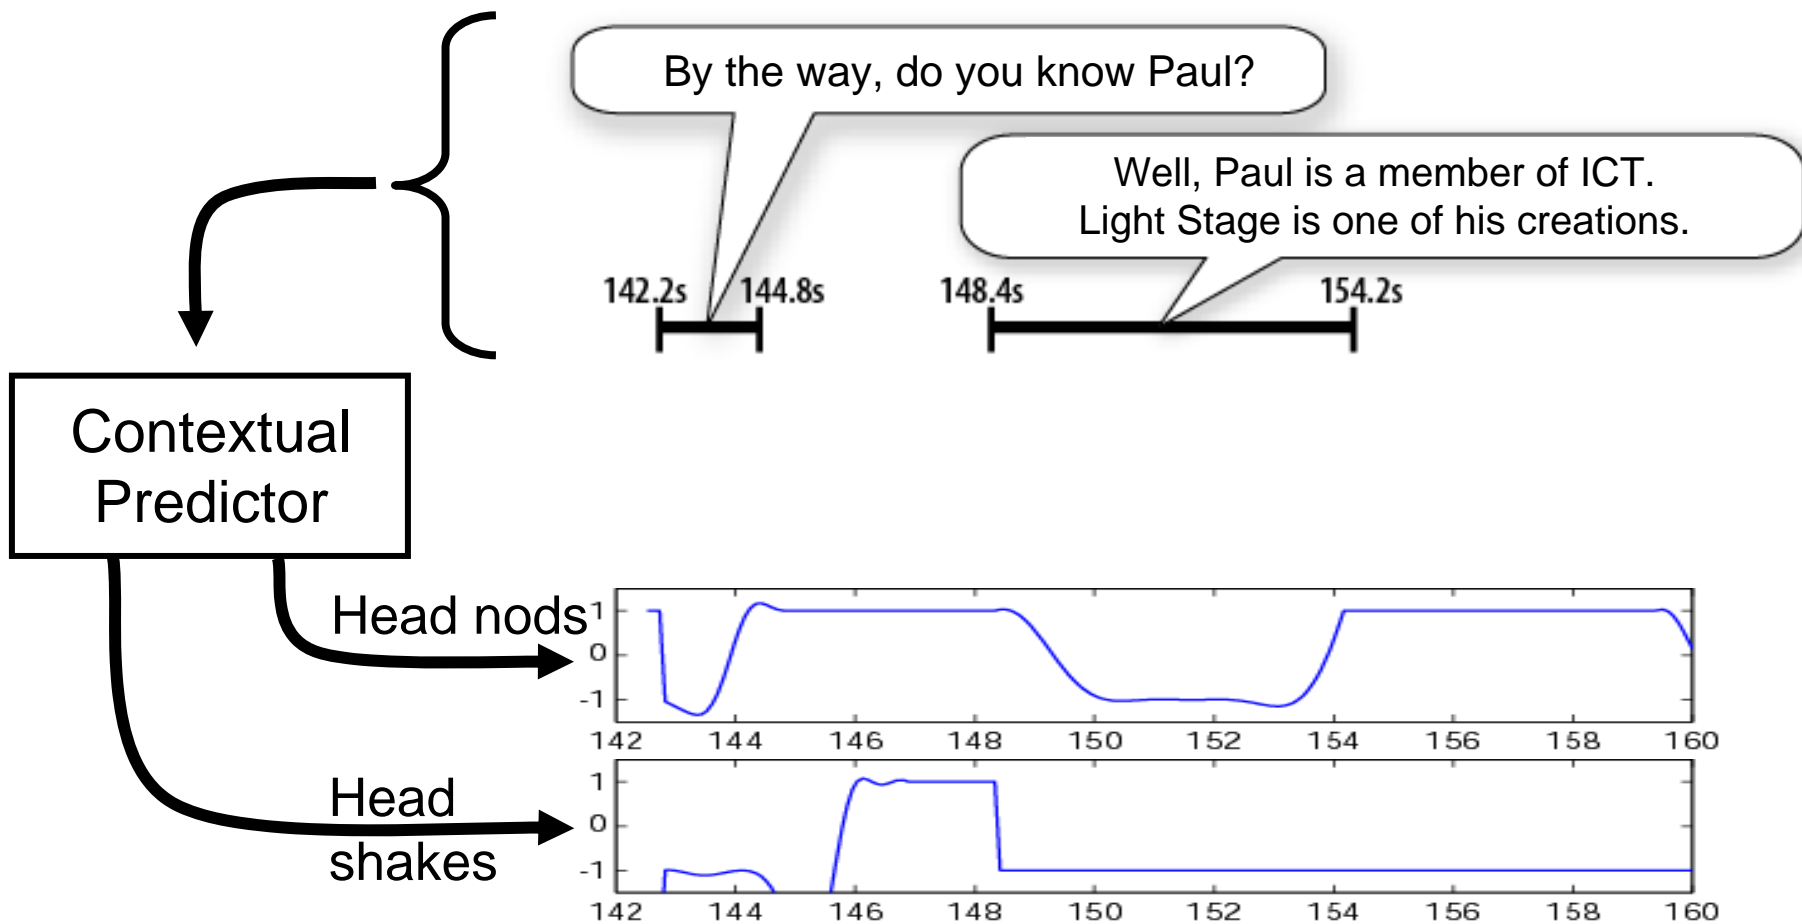 By the way, do you know Paul?
Well, Paul is a member of ICT.
Light Stage is one of his creations.
142.2s 144.8s 148.4s 154.2s
Contextual
Predictor
Head nods
1
0
-1
142 144 146 148 150 152 154 156 158 160
Head
shakes
1
0
-1
142 144 146 148 150 152 154 156 158 160